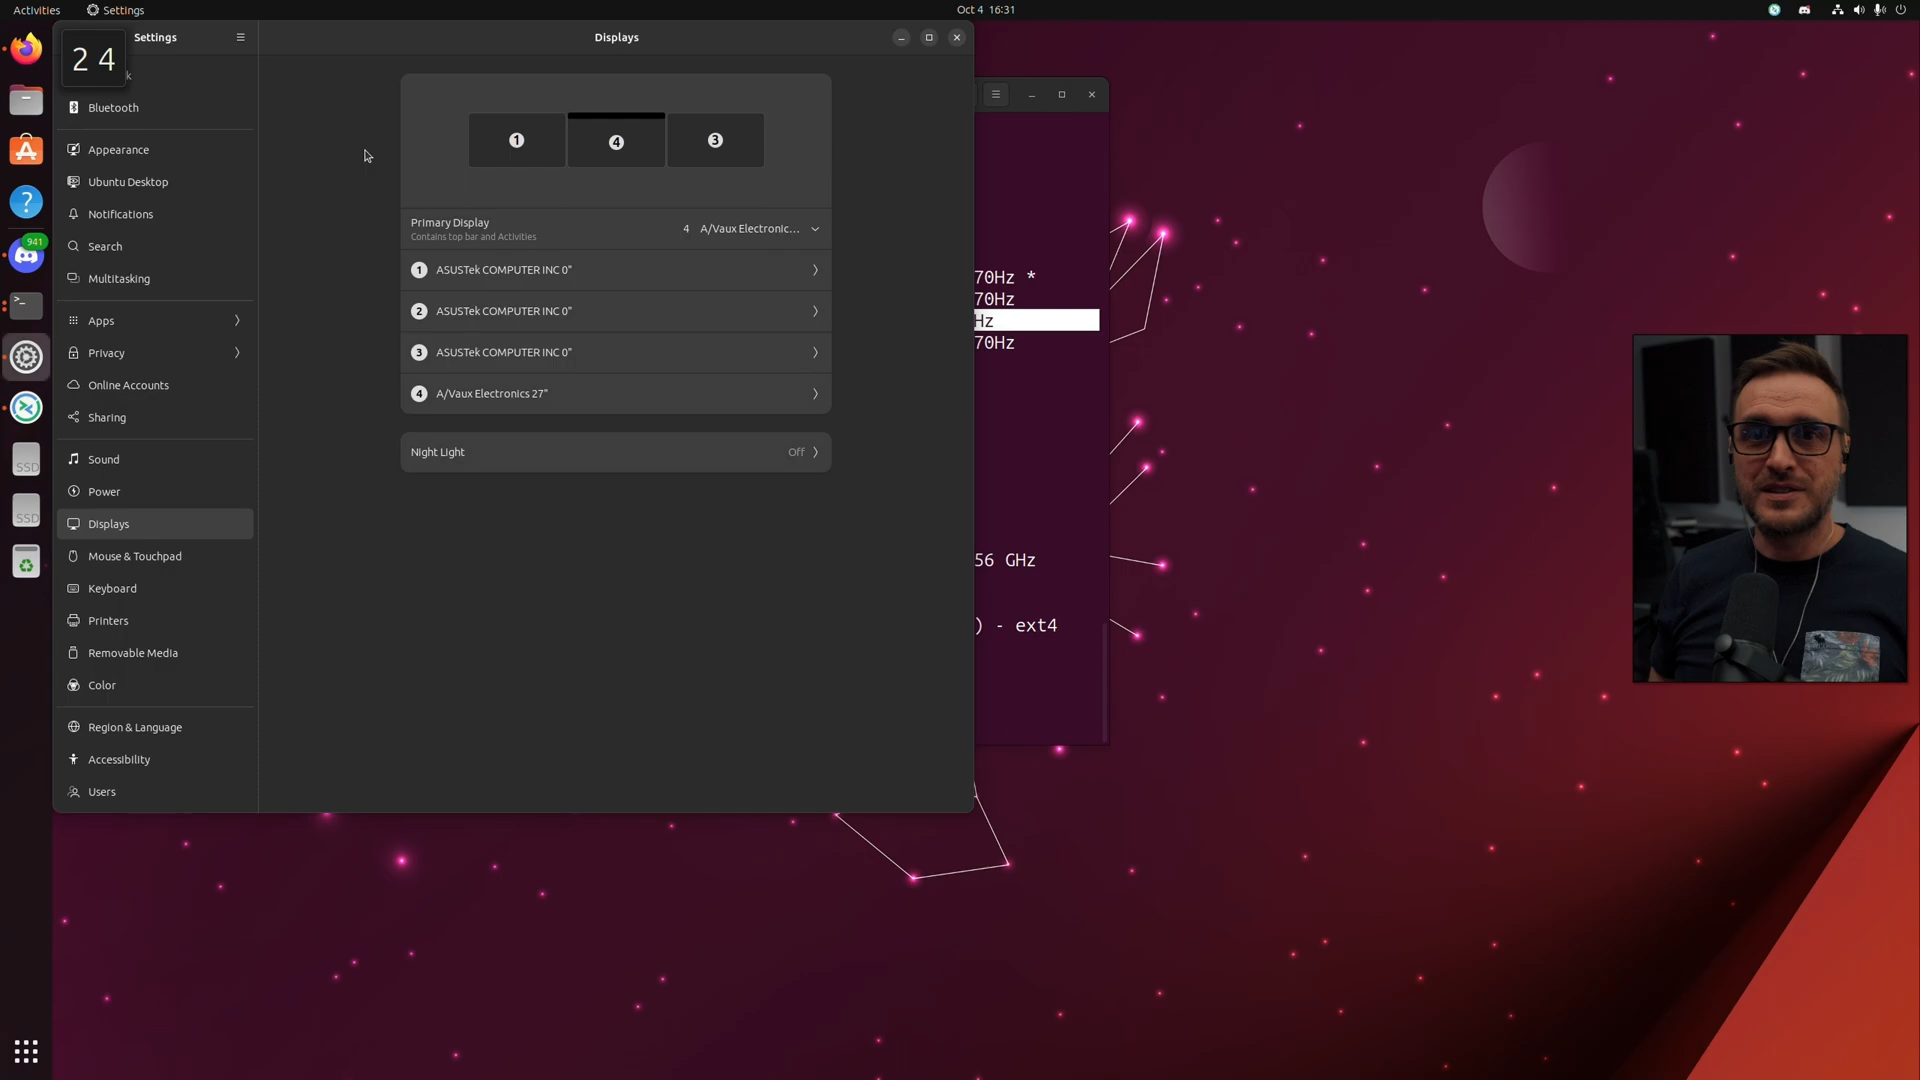 Activities
Settings
Oct 4 16:31
2 4
Settings
Displays
k
Bluetooth
Appearance
Ubuntu Desktop
Notifications
Search
Multitasking
Apps
Privacy
Online Accounts
Sharing
Sound
Power
Displays
Mouse & Touchpad
Keyboard
Printers
Removable Media
Color
Region & Language
Accessibility
Users
1
4
3
Primary Display
Contains top bar and Activities
4 A/Vaux Electronic...
1 ASUSTek COMPUTER INC 0"
2 ASUSTek COMPUTER INC 0"
3 ASUSTek COMPUTER INC 0"
4 A/Vaux Electronics 27"
Night Light
Off
70Hz *
70Hz
Hz
70Hz
56 GHz
) - ext4
941
SSD
SSD